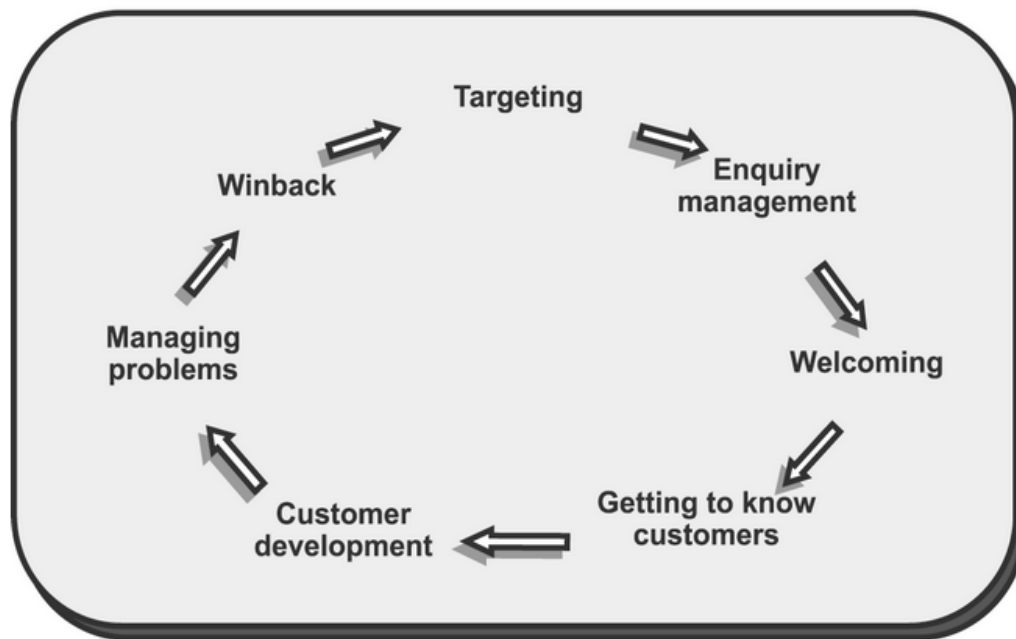 Targeting
Enquiry
management
Welcoming
Getting to know
customers
Customer
development
Managing
problems
Winback